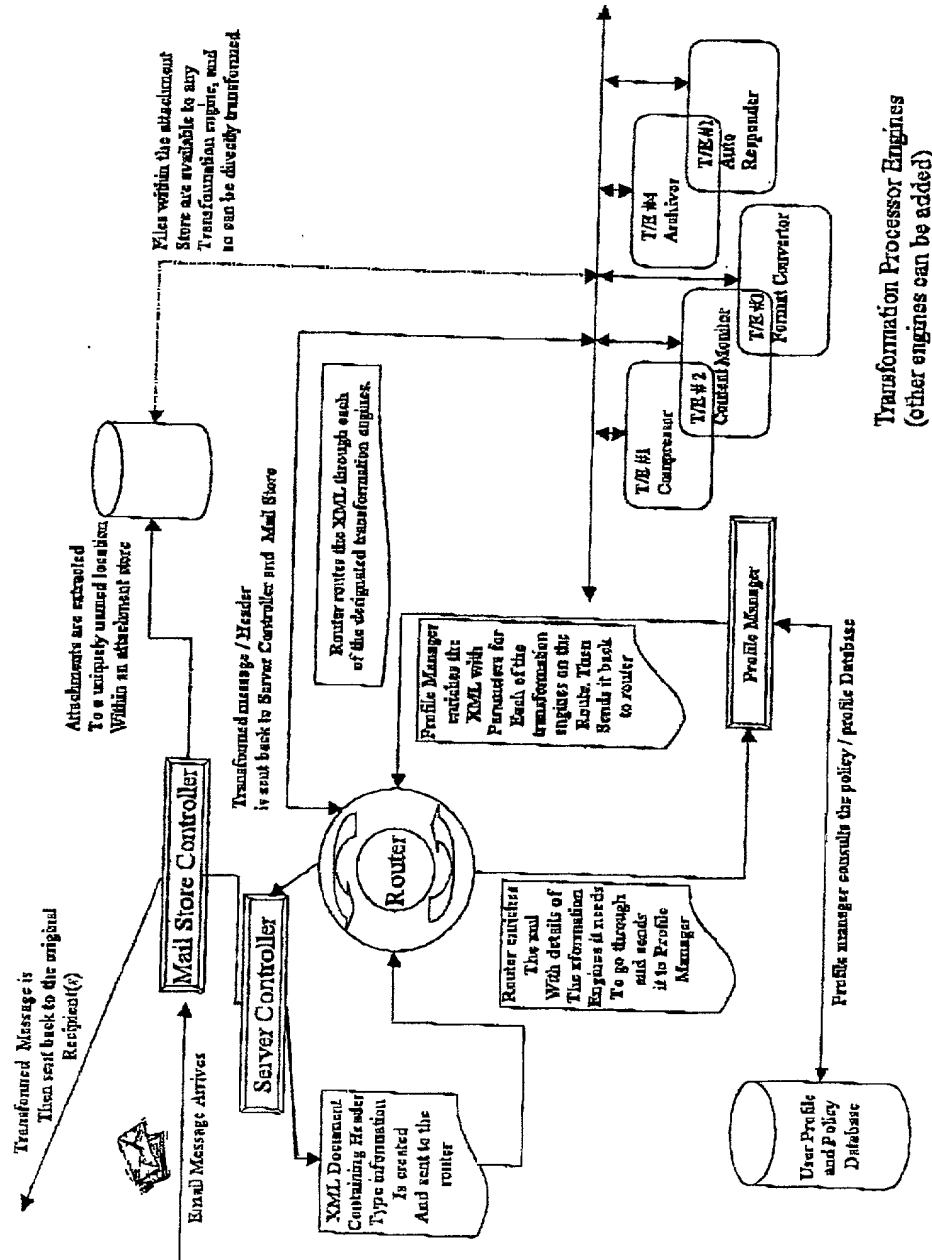 Transformed Message is
Then sent back to the original
Recipient(s)
Email Message Arrives
Mail Store Controller
Attachments are extracted
To a uniquely named location
Within an attachment store
Files within the attachment
Store are available to any
Transformation engine, and
so can be directly transformed
Server Controller
Transformed message / Header
is sent back to Server Controller and Mail Store
XML Document
Containing Header
Type information
Is created
And sent to the
router
Router
Router routes the XML through each
of the designated transformation engines.
Router enriches
The xml
With details of
The xformation
Engines it needs
To go through
and sends
it to Profile
Manager
Profile Manager
enriches the
XML with
Parameters for
Each of the
transformation
engines on the
Route. Then
Sends it back
to router
Profile Manager
User Profile
and Policy
Database
Profile manager consults the policy / profile Database
T/E #1
Compressor
T/E # 2
Content Monitor
Format Convertor
T/E #4
Archiver
Auto
Responder
Transformation Processor Engines
(other engines can be added)